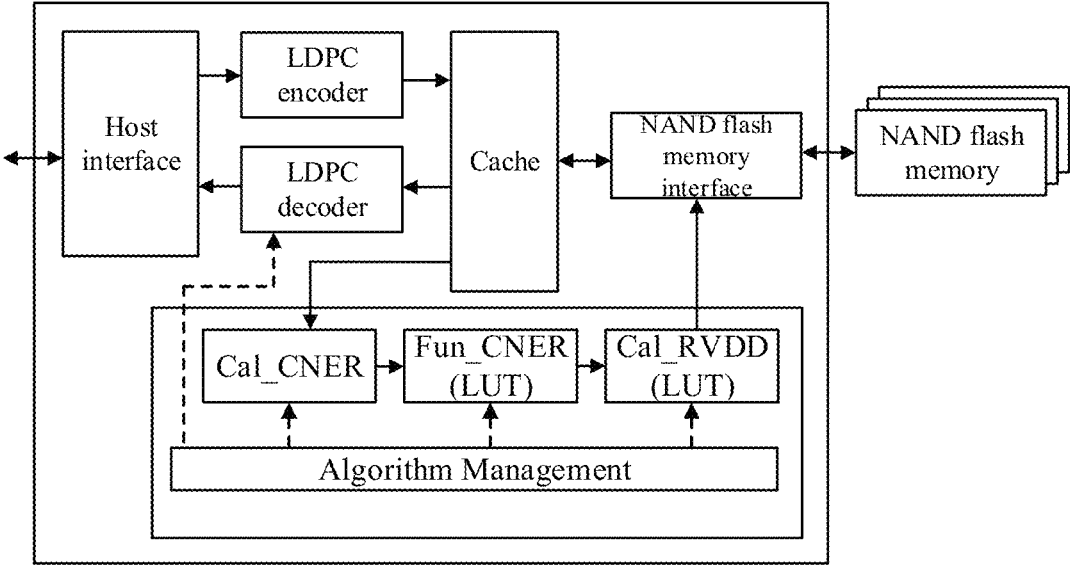 Host
interface
LDPC
encoder
LDPC
decoder
Cache
NAND flash
memory
interface
NAND flash
memory
Cal_CNER
Fun_CNER
(LUT)
Cal_RVDD
(LUT)
Algorithm Management